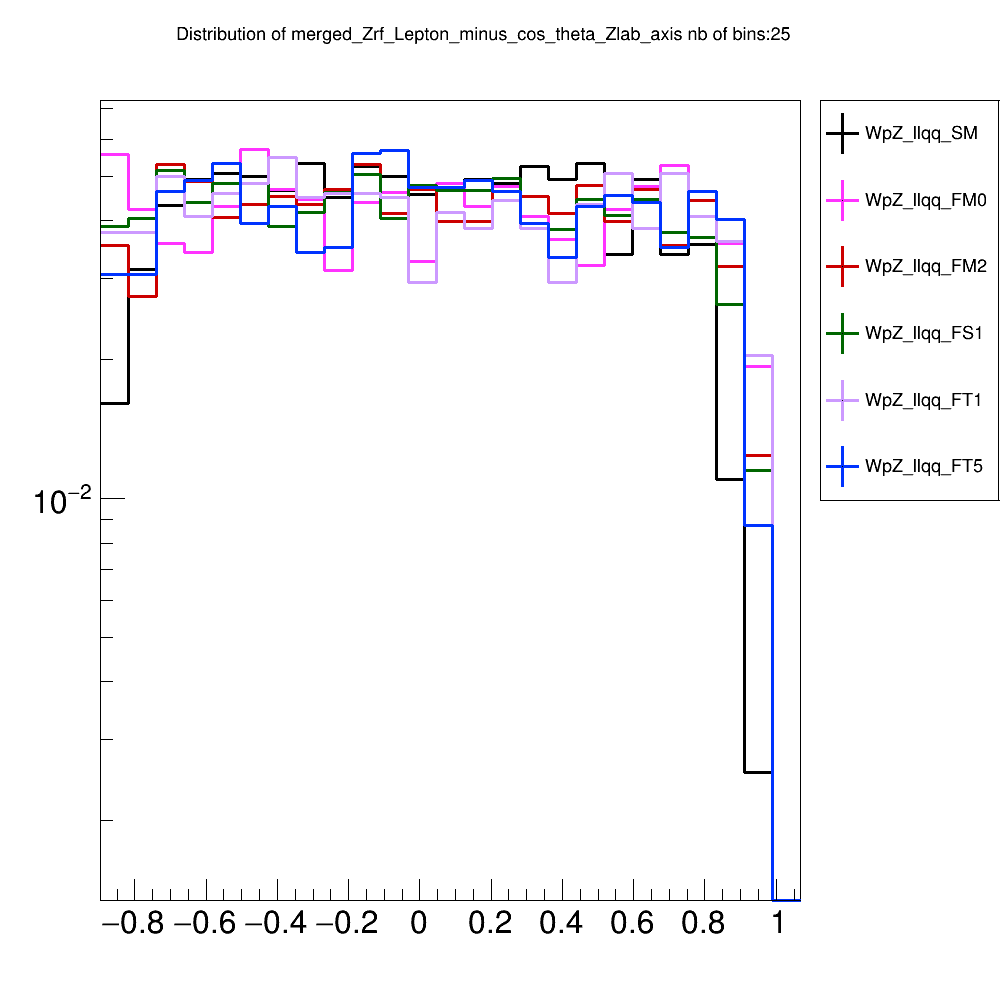 Distribution of merged_Zrf_Lepton_minus_cos_theta_Zlab_axis nb of bins:25
WpZ_llqq_SM
WpZ_llqq_FM0
WpZ_llqq_FM2
WpZ_llqq_FS1
WpZ_llqq_FT1
WpZ_llqq_FT5
10⁻²
−0.8 −0.6 −0.4 −0.2 0 0.2 0.4 0.6 0.8 1